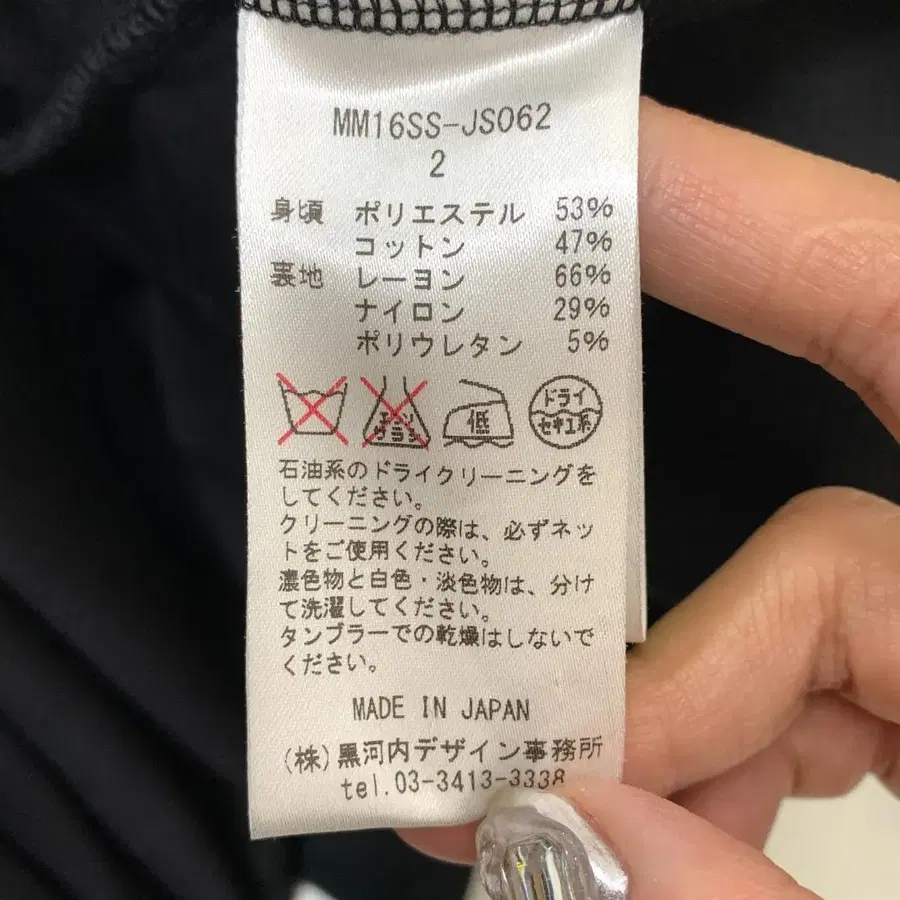 MM16SS-JS062
2
身頃 ポリエステル 53%
コットン 47%
裏地 レーヨン 66%
ナイロン 29%
ポリウレタン 5%
エンソ
サラシ
低
ドライ
セキユ系
石油系のドライクリーニングを
してください。
クリーニングの際は、必ずネッ
トをご使用ください。
濃色物と白色・淡色物は、分け
て洗濯してください。
タンブラーでの乾燥はしないで
ください。
MADE IN JAPAN
(株)黒河内デザイン事務所
tel.03-3413-3338